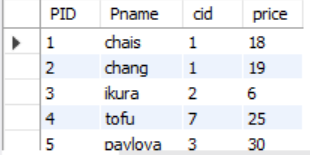 PID Pname cid price
1 chais 1 18
2 chang 1 19
3 ikura 2 6
4 tofu 7 25
5 pavlova 3 30